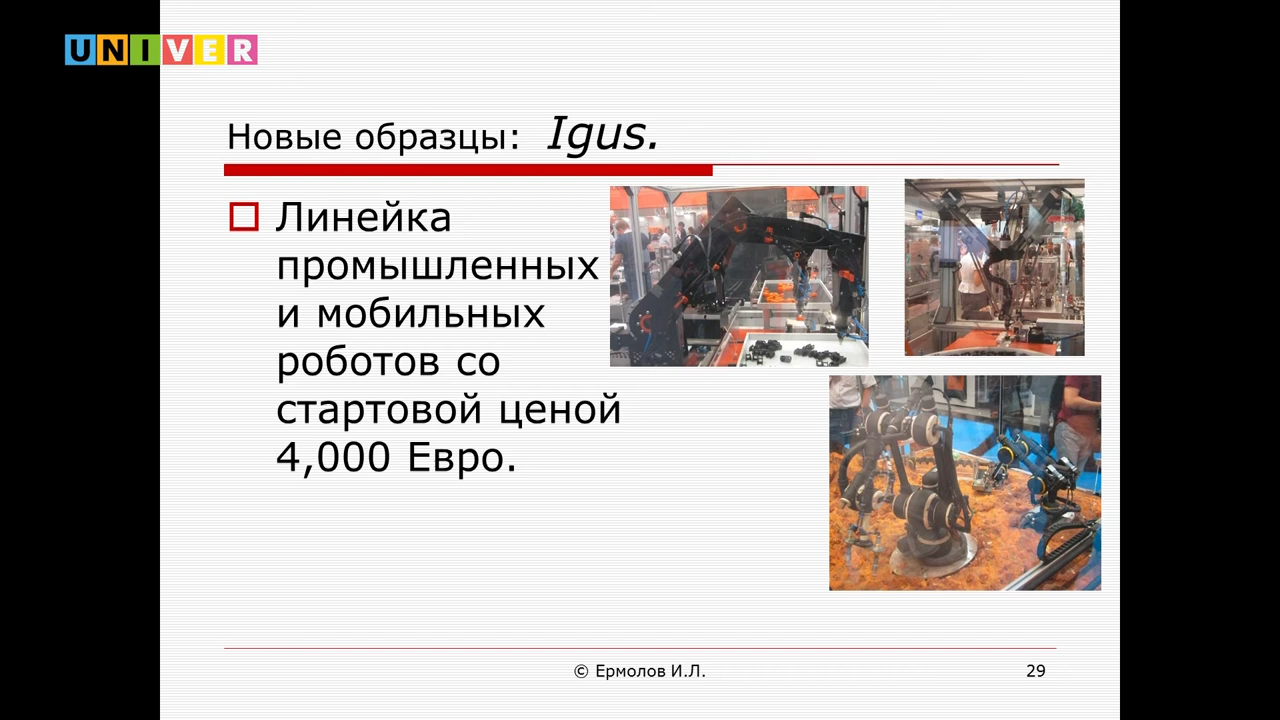 UNIVER
Новые образцы: Igus.
Линейка
промышленных
и мобильных
роботов со
стартовой ценой
4,000 Евро.
© Ермолов И.Л.
29